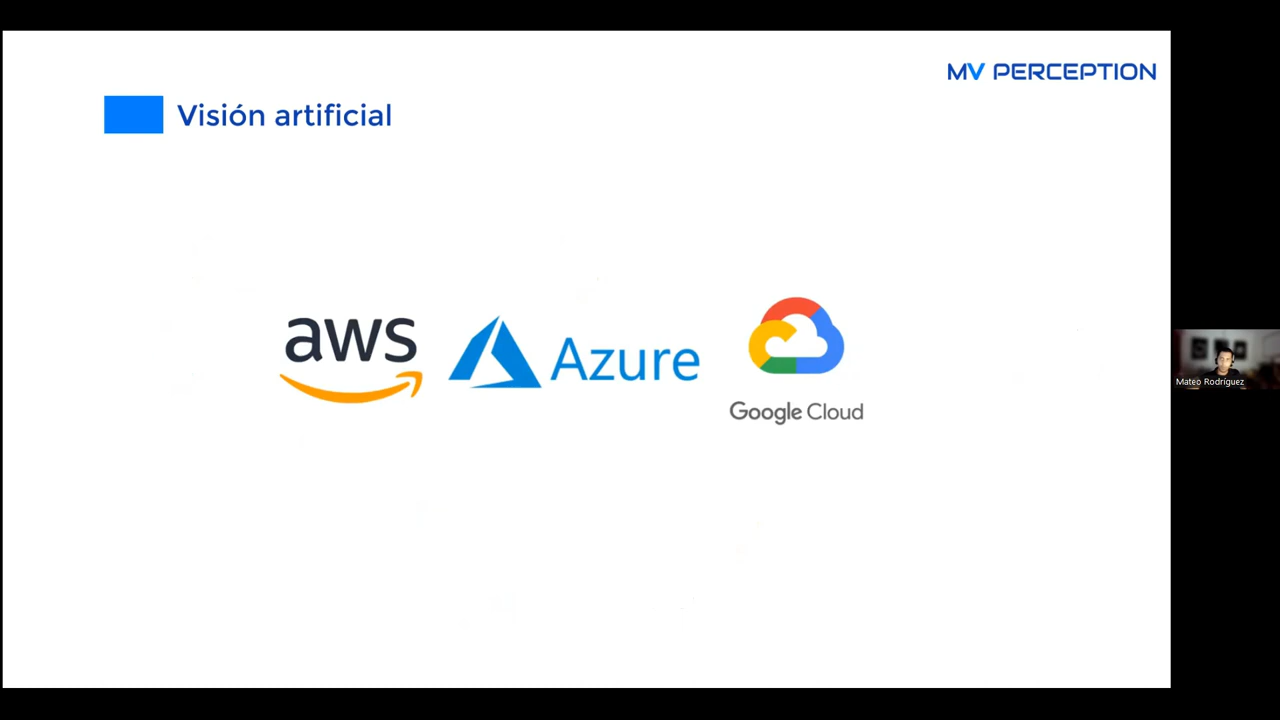 MV PERCEPTION
Visión artificial
aws
Azure
Google Cloud
Mateo Rodríguez